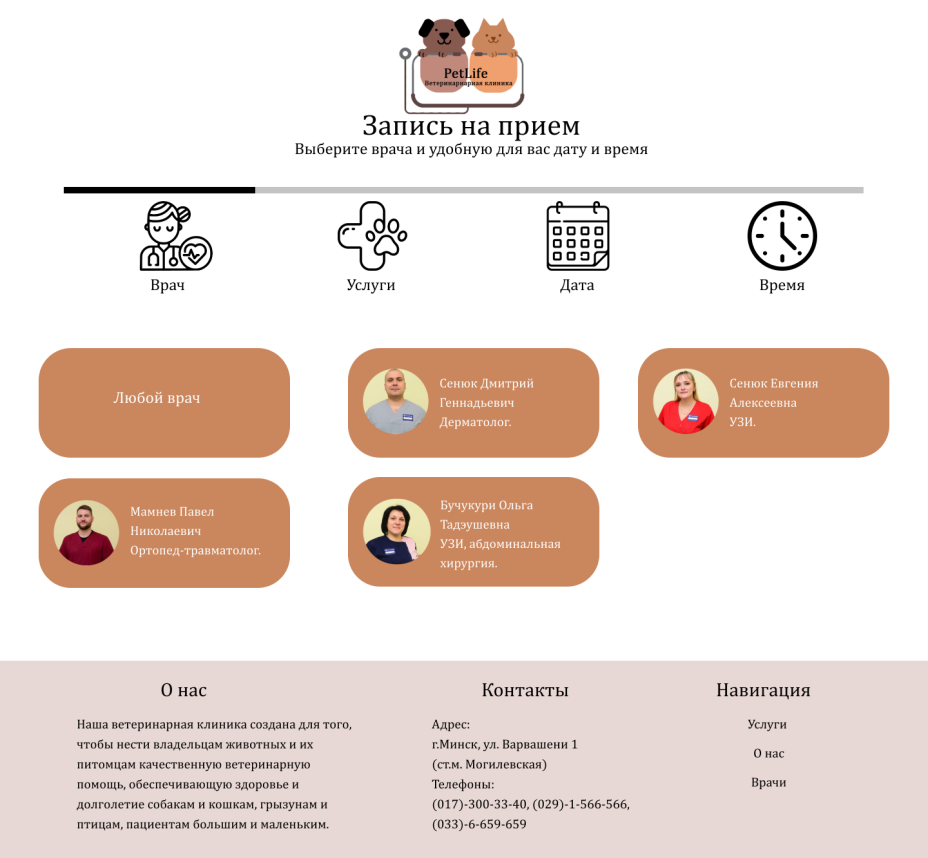 PetLife
Ветеринарнарная клиника
Запись на прием
Выберите врача и удобную для вас дату и время
Врач
Услуги
Дата
Время
Любой врач
Сенюк Дмитрий
Геннадьевич
Дерматолог.
Сенюк Евгения
Алексеевна
УЗИ.
Мамнев Павел
Николаевич
Ортопед-травматолог.
Бучукури Ольга
Тадэушевна
УЗИ, абдоминальная
хирургия.
О нас
Наша ветеринарная клиника создана для того,
чтобы нести владельцам животных и их
питомцам качественную ветеринарную
помощь, обеспечивающую здоровье и
долголетие собакам и кошкам, грызунам и
птицам, пациентам большим и маленьким.
Контакты
Адрес:
г.Минск, ул. Варвашени 1
(ст.м. Могилевская)
Телефоны:
(017)-300-33-40, (029)-1-566-566,
(033)-6-659-659
Навигация
Услуги
О нас
Врачи